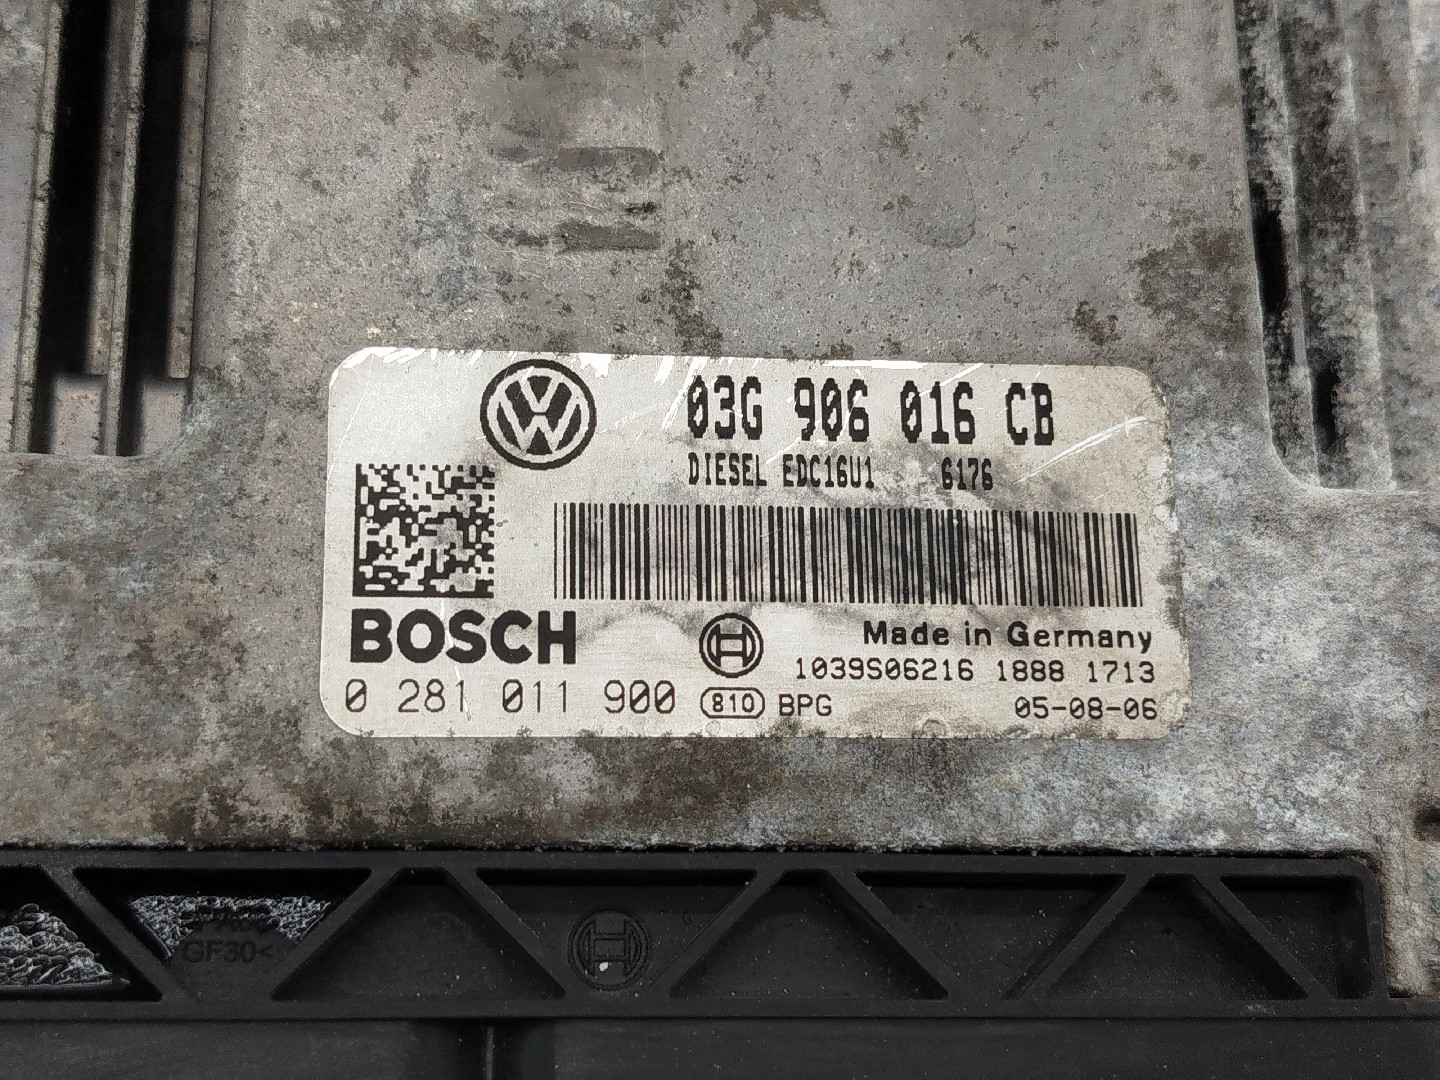 03G 906 016 CB
DIESEL EDC16U1 6176
BOSCH
Made in Germany
1039S06216 1888 1713
0 281 011 900 810 BPG 05-08-06
GF30<